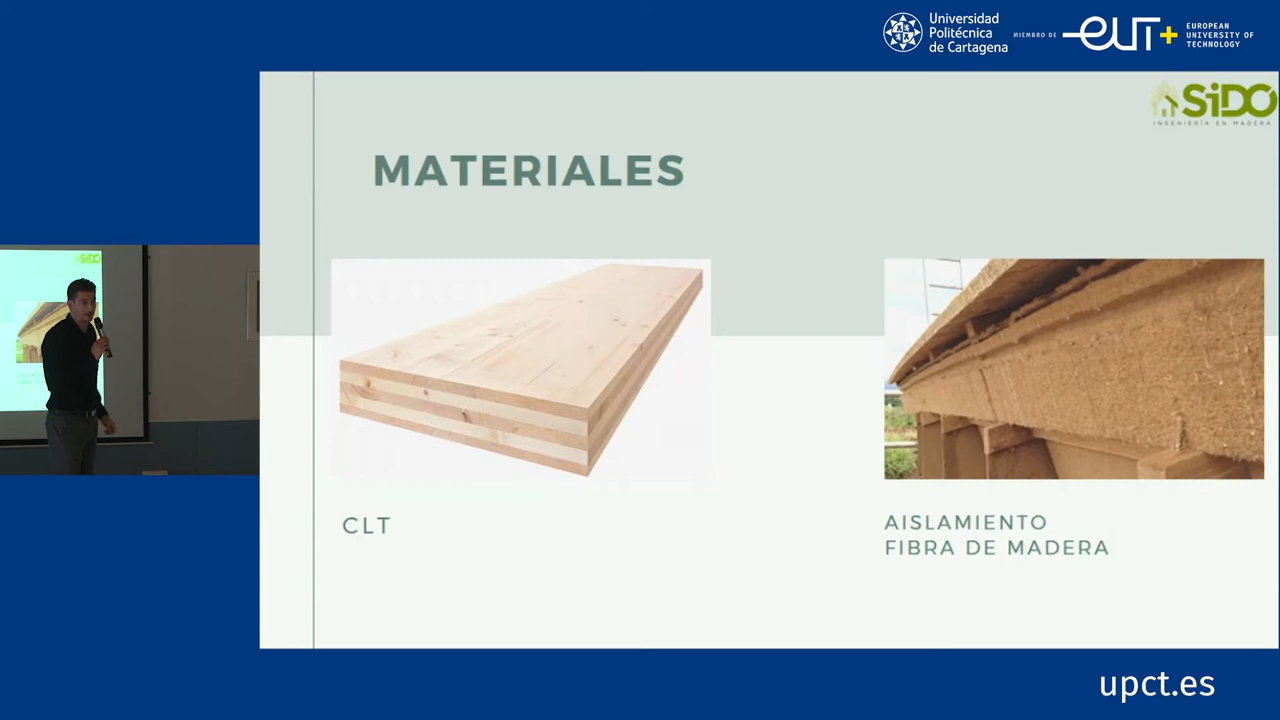 Universidad
Politécnica
de Cartagena
MIEMBRO DE
EUT+
EUROPEAN
UNIVERSITY OF
TECHNOLOGY
SiDO
INGENIERÍA EN MADERA
MATERIALES
SiDO
CLT
AISLAMIENTO
FIBRA DE MADERA
upct.es